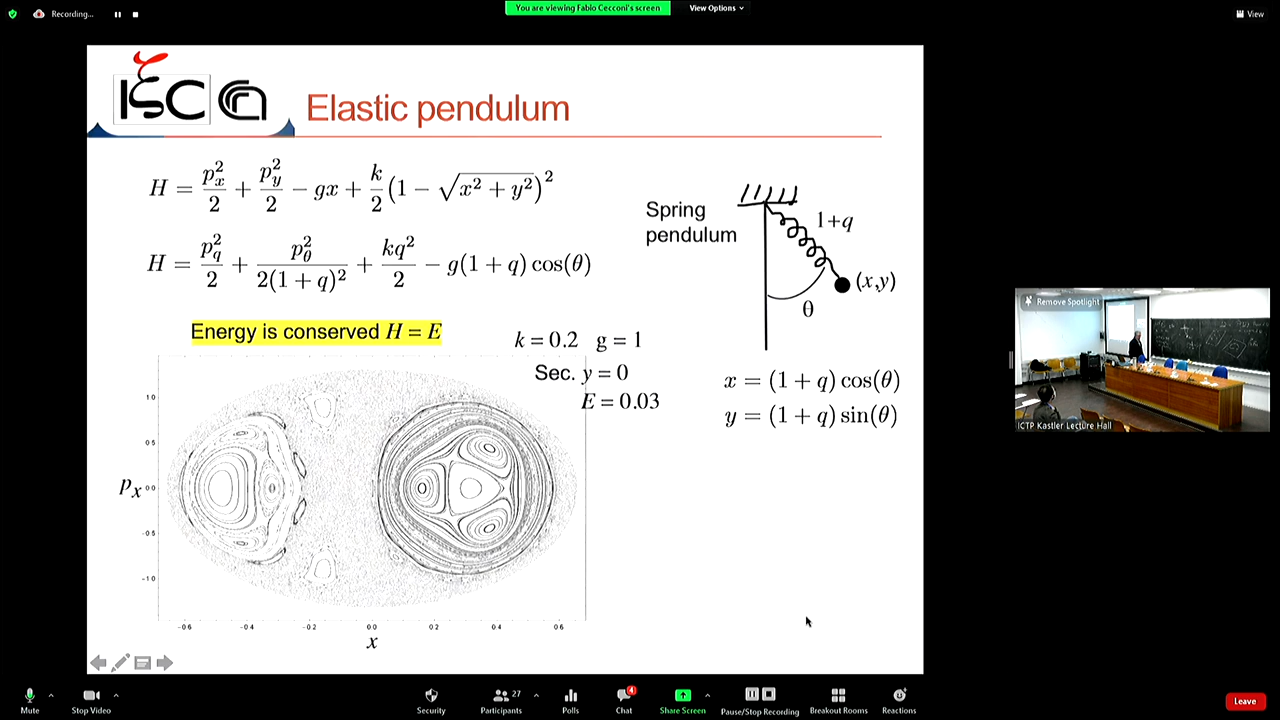 Recording...
You are viewing Fabio Cecconi's screen
View Options
View
ISC cnr
Elastic pendulum
H = p_x^2/2 + p_y^2/2 − gx + k/2 (1 − √(x^2 + y^2))^2
H = p_q^2/2 + p_θ^2/(2(1 + q)^2) + kq^2/2 − g(1 + q) cos(θ)
Spring
pendulum
1+q
(x,y)
θ
Energy is conserved H = E
k = 0.2 g = 1
Sec. y = 0
E = 0.03
x = (1 + q) cos(θ)
y = (1 + q) sin(θ)
1.0
0.5
p_x 0.0
-0.5
-1.0
-0.6 -0.4 -0.2 0.0 0.2 0.4 0.6
x
Remove Spotlight
ICTP Kastler Lecture Hall
Mute
Stop Video
Security
27
Participants
Polls
4
Chat
Share Screen
Pause/Stop Recording
Breakout Rooms
Reactions
Leave